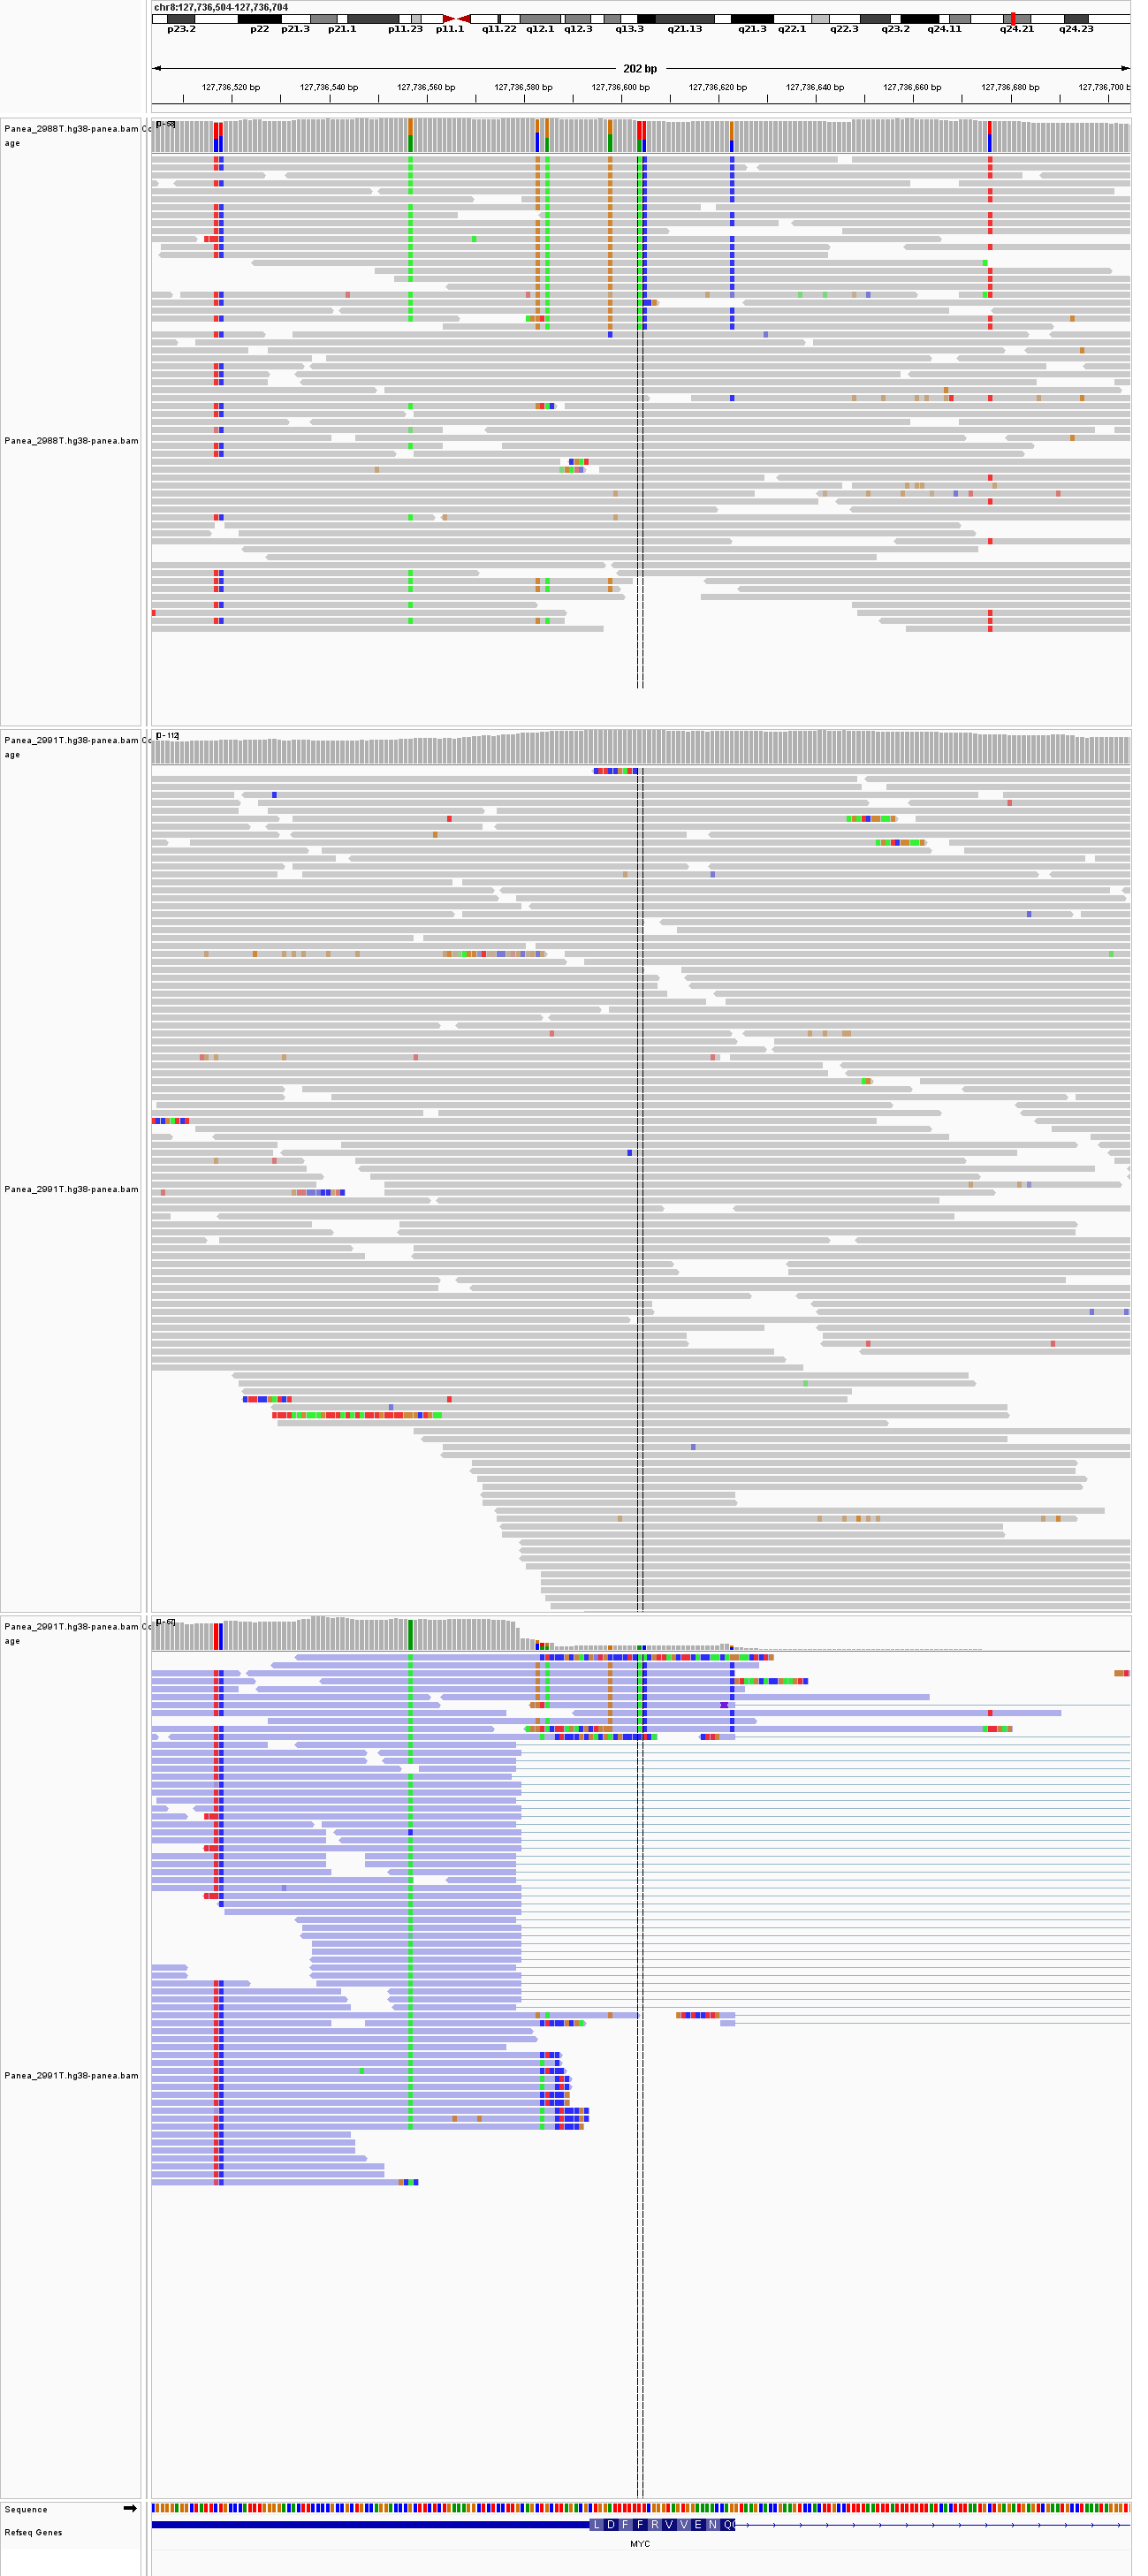 chr8:127,736,504-127,736,704
p23.2 p22 p21.3 p21.1 p11.23 p11.1 q11.22 q12.1 q12.3 q13.3 q21.13 q21.3 q22.1 q22.3 q23.2 q24.11 q24.21 q24.23
202 bp
127,736,520 bp 127,736,540 bp 127,736,560 bp 127,736,580 bp 127,736,600 bp 127,736,620 bp 127,736,640 bp 127,736,660 bp 127,736,680 bp 127,736,700 b
Panea_2988T.hg38-panea.bam Co
age
Panea_2988T.hg38-panea.bam
Panea_2991T.hg38-panea.bam Co
age
[0 - 112]
Panea_2991T.hg38-panea.bam
Panea_2991T.hg38-panea.bam Co
age
Panea_2991T.hg38-panea.bam
Sequence
Refseq Genes
L D F F R V V E N Q
MYC